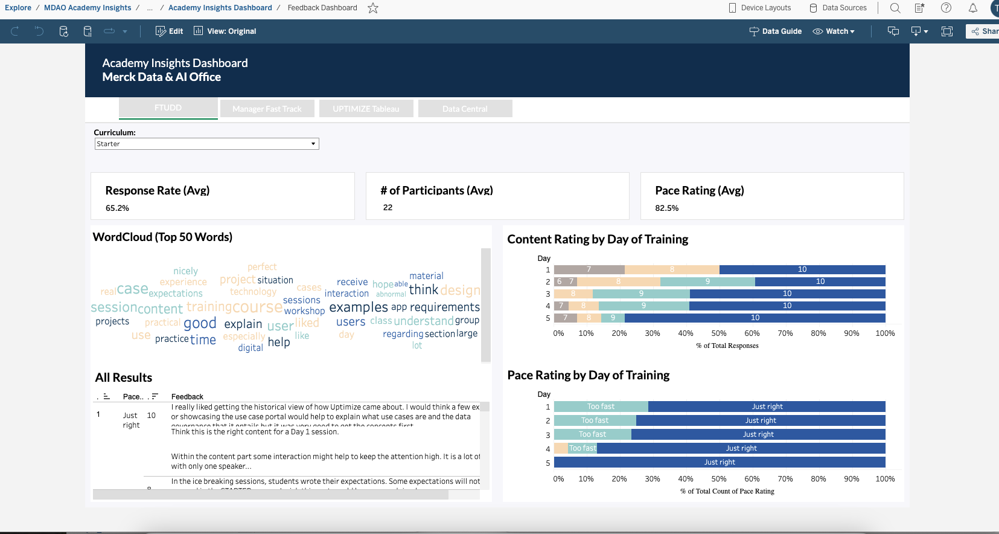 Explore / MDAO Academy Insights / ... / Academy Insights Dashboard / Feedback Dashboard
Device Layouts
Data Sources
Edit
View: Original
Data Guide
Watch
Academy Insights Dashboard
Merck Data & AI Office
FTUDD
Manager Fast Track
UPTIMIZE Tableau
Data Central
Curriculum:
Starter
Response Rate (Avg)
65.2%
# of Participants (Avg)
22
Pace Rating (Avg)
82.5%
WordCloud (Top 50 Words)
nicely
perfect
experience
project
situation
real
case
expectations
technology
cases
receive
hope
able
material
interaction
abnormal
think
design
session
content
training
course
sessions
workshop
examples
app
requirements
projects
practical
good
explain
user
liked
users
class
understand
group
use
practice
time
especially
digital
help
like
day
regarding
section
large
lot
All Results
Pace..
Feedback
1
Just right
10
I really liked getting the historical view of how Uptimize came about. I would think a few ex
or showcasing the use case portal would help to explain what use cases are and the data
governance that it entails but it was very good to get the concepts first
Think this is the right content for a Day 1 session.
Within the content part some interaction might help to keep the attention high. It is a lot of
with only one speaker...
In the ice breaking sessions, students wrote their expectations. Some expectations will not
Content Rating by Day of Training
Day
1 7 8 10
2 6 7 8 9 10
3 8 9 10
4 7 8 9 10
5 7 8 9 10
0% 10% 20% 30% 40% 50% 60% 70% 80% 90% 100%
% of Total Responses
Pace Rating by Day of Training
Day
1 Too fast Just right
2 Too fast Just right
3 Too fast Just right
4 Too fast Just right
5 Just right
0% 10% 20% 30% 40% 50% 60% 70% 80% 90% 100%
% of Total Count of Pace Rating